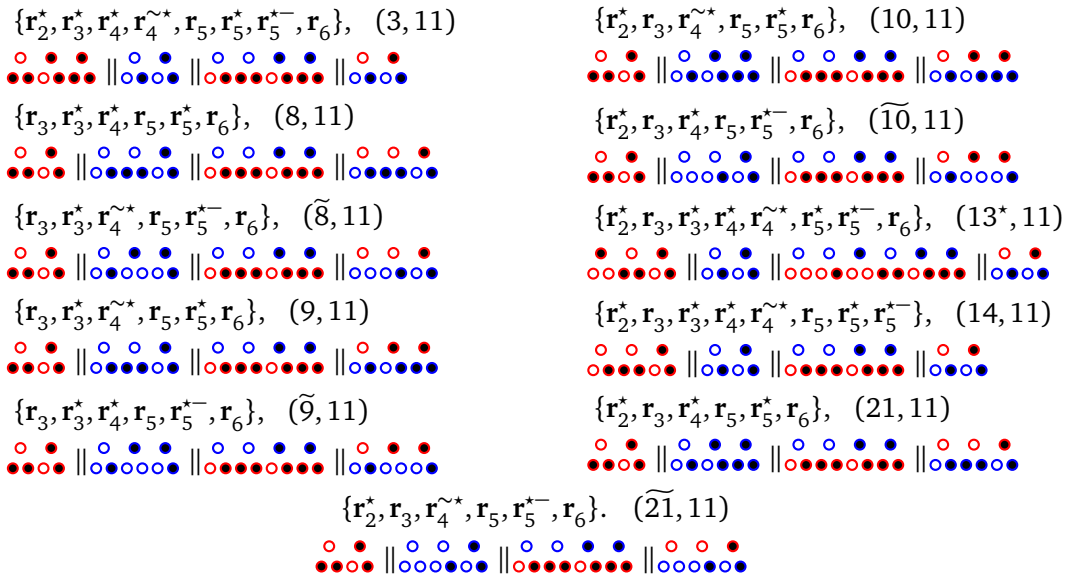 {r₂⋆, r₃⋆, r₄⋆, r₄∼⋆, r₅, r₅⋆, r₅⋆−, r₆}, (3, 11)
‖ ‖ ‖
{r₃, r₃⋆, r₄⋆, r₅, r₅⋆, r₆}, (8, 11)
‖ ‖ ‖
{r₃, r₃⋆, r₄∼⋆, r₅, r₅⋆−, r₆}, (8̃, 11)
‖ ‖ ‖
{r₃, r₃⋆, r₄∼⋆, r₅, r₅⋆, r₆}, (9, 11)
‖ ‖ ‖
{r₃, r₃⋆, r₄⋆, r₅, r₅⋆−, r₆}, (9̃, 11)
‖ ‖ ‖
{r₂⋆, r₃, r₄∼⋆, r₅, r₅⋆, r₆}, (10, 11)
‖ ‖ ‖
{r₂⋆, r₃, r₄⋆, r₅, r₅⋆−, r₆}, (1̃0̃, 11)
‖ ‖ ‖
{r₂⋆, r₃, r₃⋆, r₄⋆, r₄∼⋆, r₅⋆, r₅⋆−, r₆}, (13⋆, 11)
‖ ‖ ‖
{r₂⋆, r₃, r₃⋆, r₄⋆, r₄∼⋆, r₅, r₅⋆, r₅⋆−}, (14, 11)
‖ ‖ ‖
{r₂⋆, r₃, r₄⋆, r₅, r₅⋆, r₆}, (21, 11)
‖ ‖ ‖
{r₂⋆, r₃, r₄∼⋆, r₅, r₅⋆−, r₆}. (2̃1̃, 11)
‖ ‖ ‖